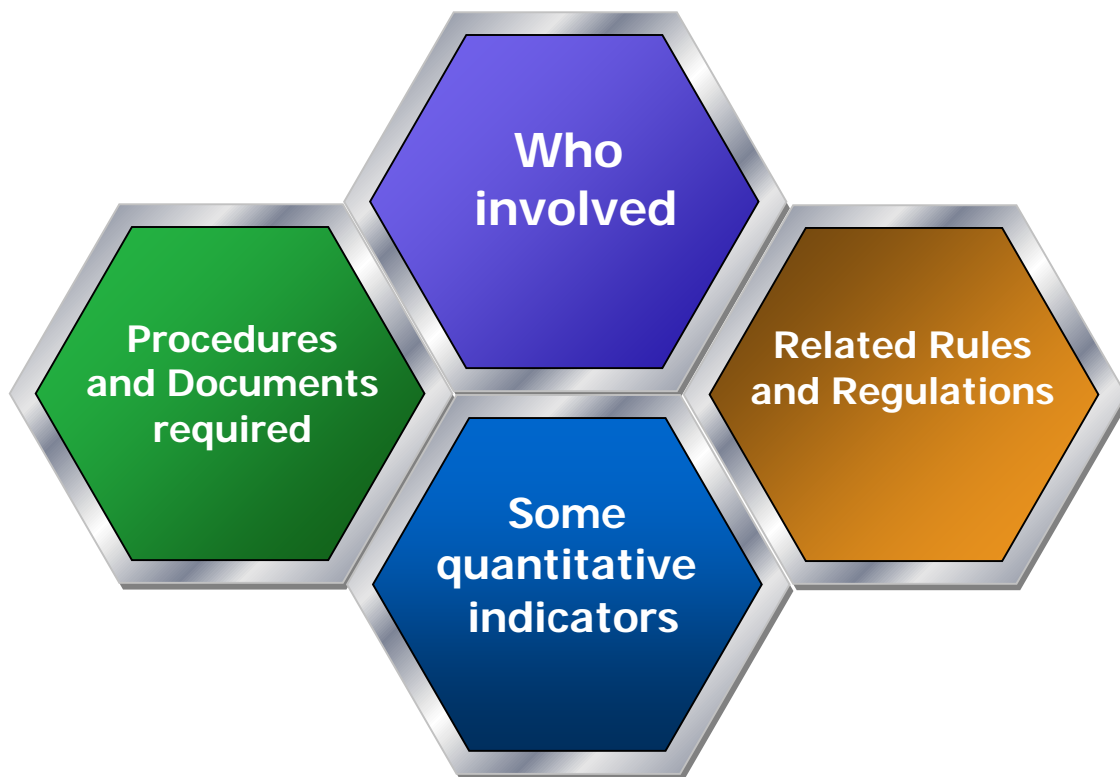 Who
involved
Procedures
and Documents
required
Related Rules
and Regulations
Some
quantitative
indicators